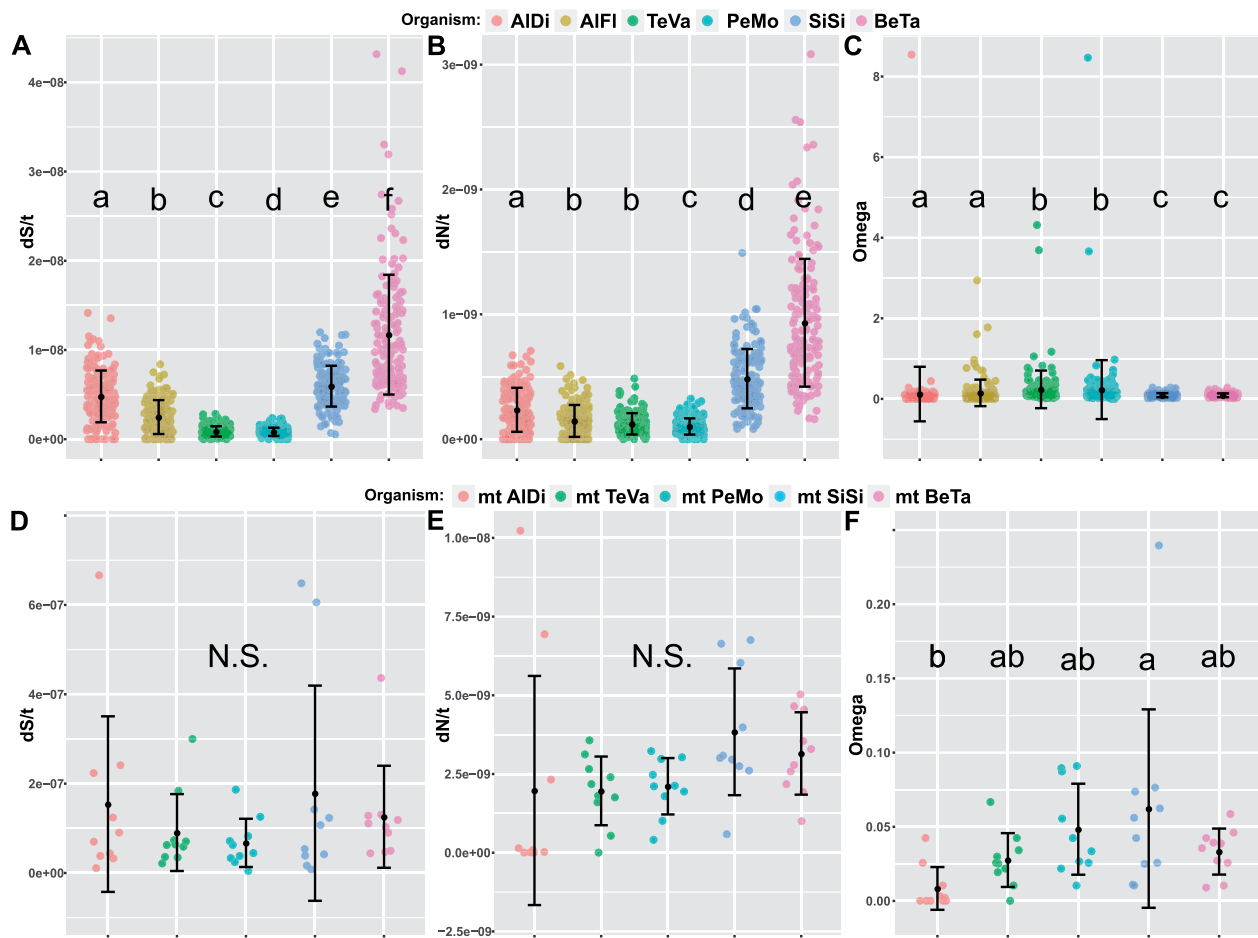 Organism: AlDi AlFl TeVa PeMo SiSi BeTa
A B C
4e-08 3e-09 8
3e-08 6
2e-08 2e-09 4
1e-08 1e-09 2
0e+00 0e+00 0
dS/t dN/t Omega
a b c d e f a b b c d e a a b b c c
Organism: mt AlDi mt TeVa mt PeMo mt SiSi mt BeTa
D E F
6e-07 1.0e-08 0.20
4e-07 7.5e-09 0.15
2e-07 5.0e-09 0.10
0e+00 2.5e-09 0.05
0.0e+00 0.00
-2.5e-09
dS/t dN/t Omega
N.S. N.S. b ab ab a ab